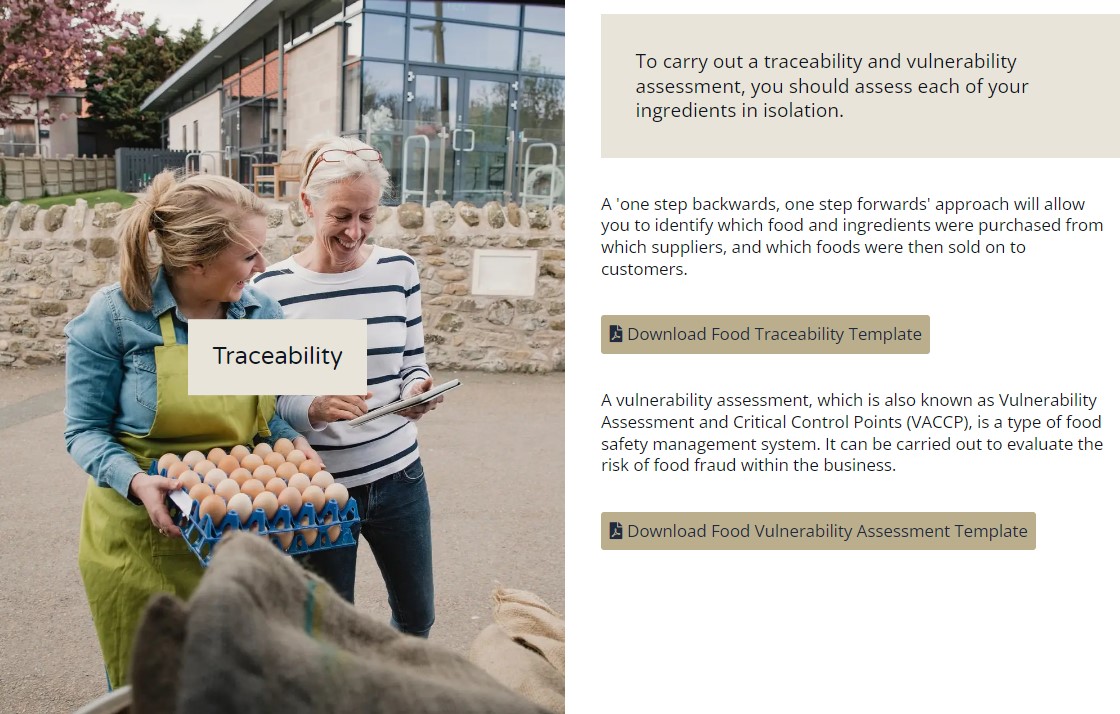 Traceability
To carry out a traceability and vulnerability
assessment, you should assess each of your
ingredients in isolation.
A 'one step backwards, one step forwards' approach will allow
you to identify which food and ingredients were purchased from
which suppliers, and which foods were then sold on to
customers.
Download Food Traceability Template
A vulnerability assessment, which is also known as Vulnerability
Assessment and Critical Control Points (VACCP), is a type of food
safety management system. It can be carried out to evaluate the
risk of food fraud within the business.
Download Food Vulnerability Assessment Template